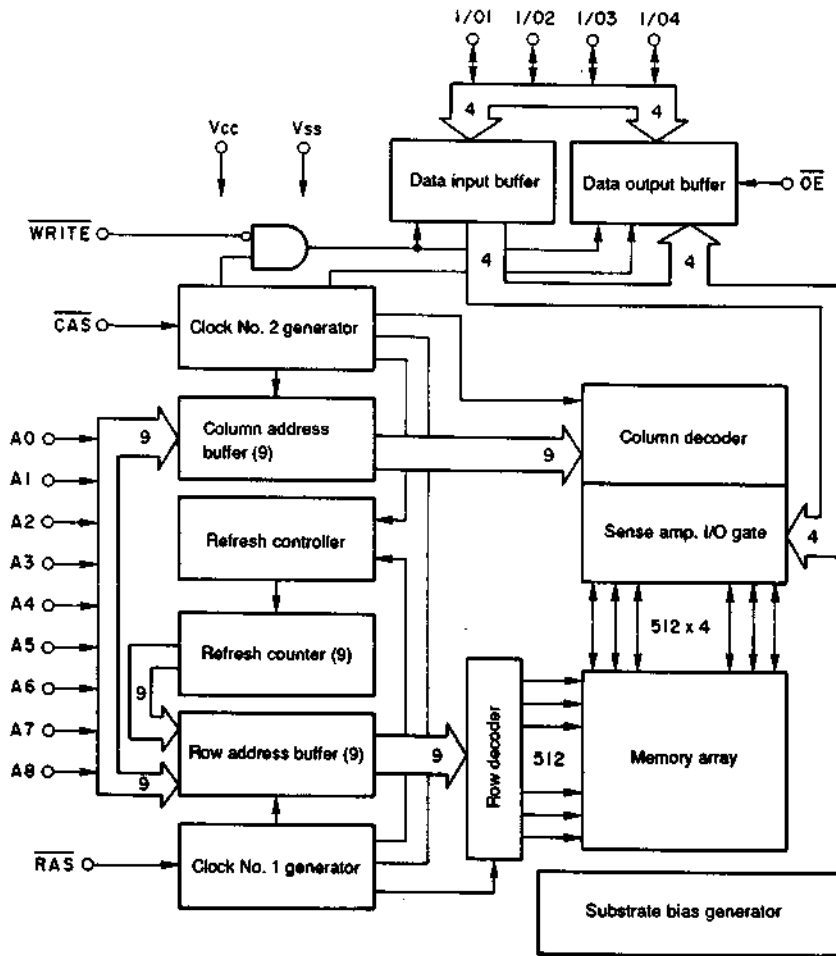 I/O1 I/O2 I/O3 I/O4
4 4
Vcc Vss
Data input buffer
Data output buffer
OE
WRITE
4 4
CAS
Clock No. 2 generator
A0
9
Column address
buffer (9)
9
Column decoder
A1
A2
Refresh controller
Sense amp. I/O gate
4
A3
A4
512 x 4
A5
Refresh counter (9)
A6
9
A7
Row address buffer (9)
9
Row decoder
512
Memory array
A8
9
RAS
Clock No. 1 generator
Substrate bias generator